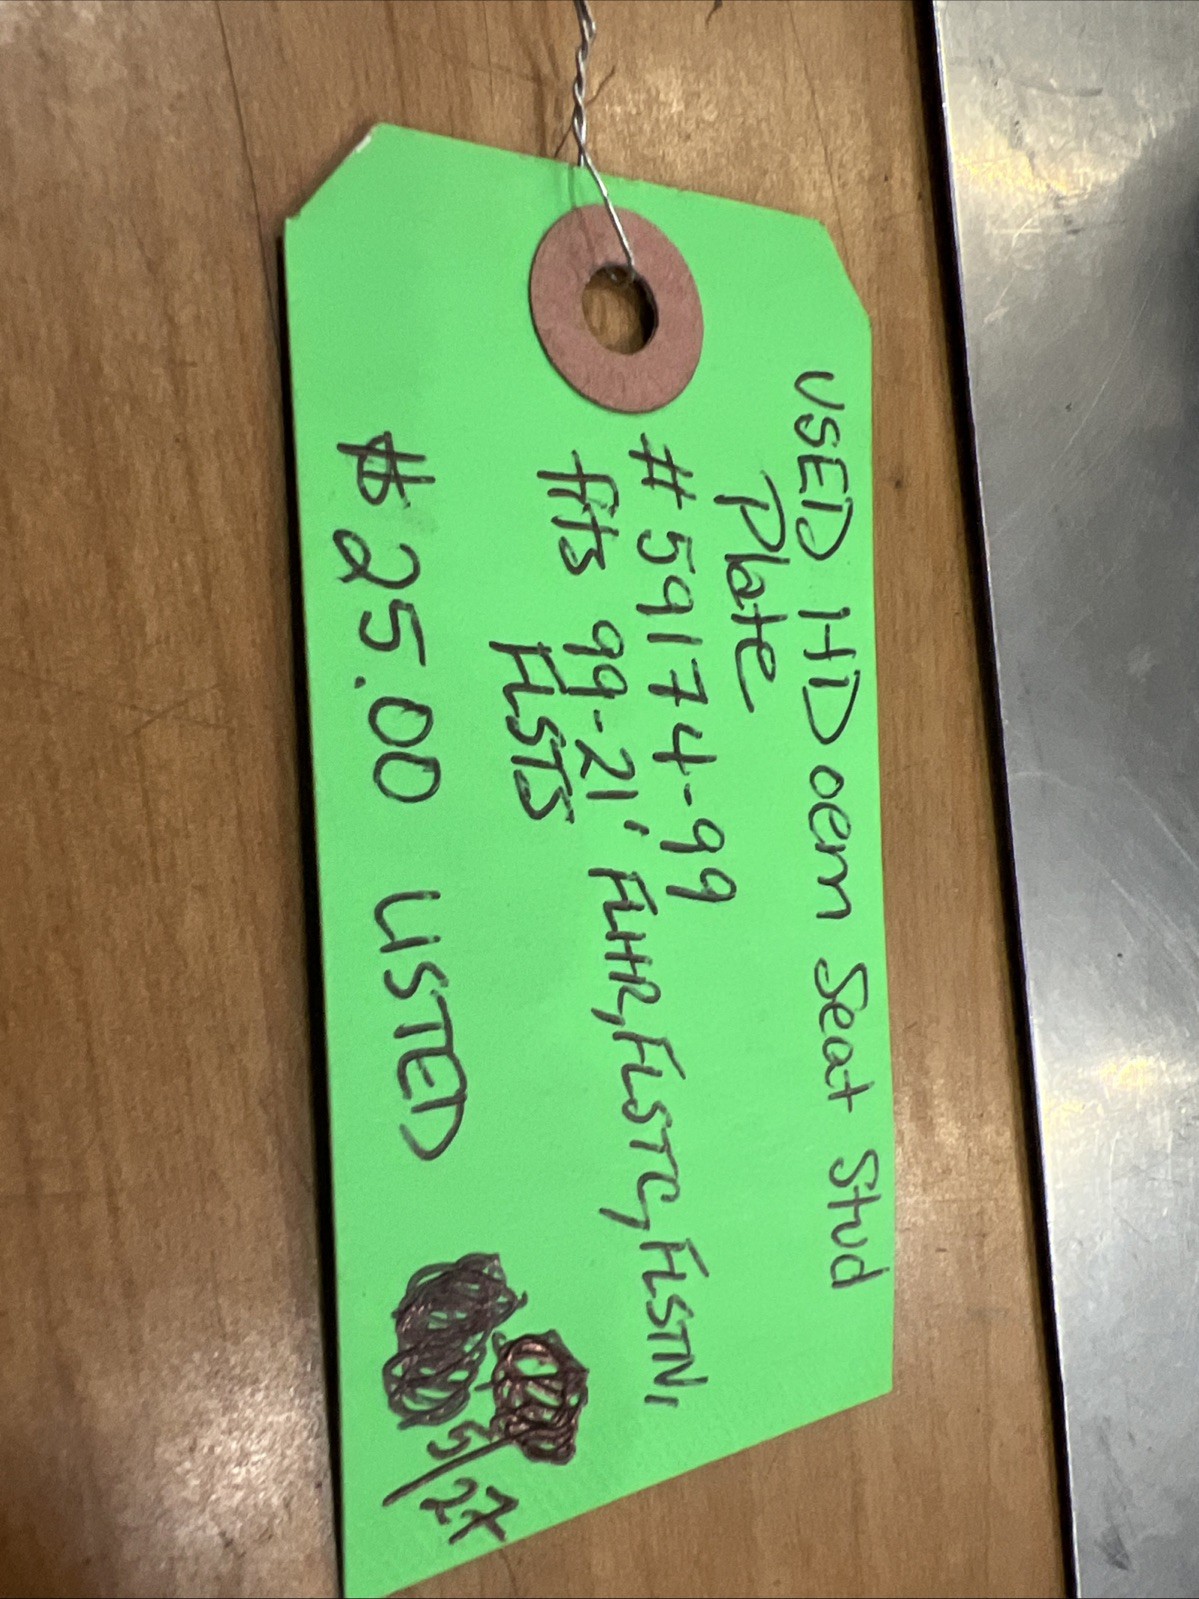 USED HD oem Seat Stud
Plate
#59174-99
fits 99-21, FLHR, FLSTC, FLSTN,
FLSTS
$25.00 LISTED
5/27